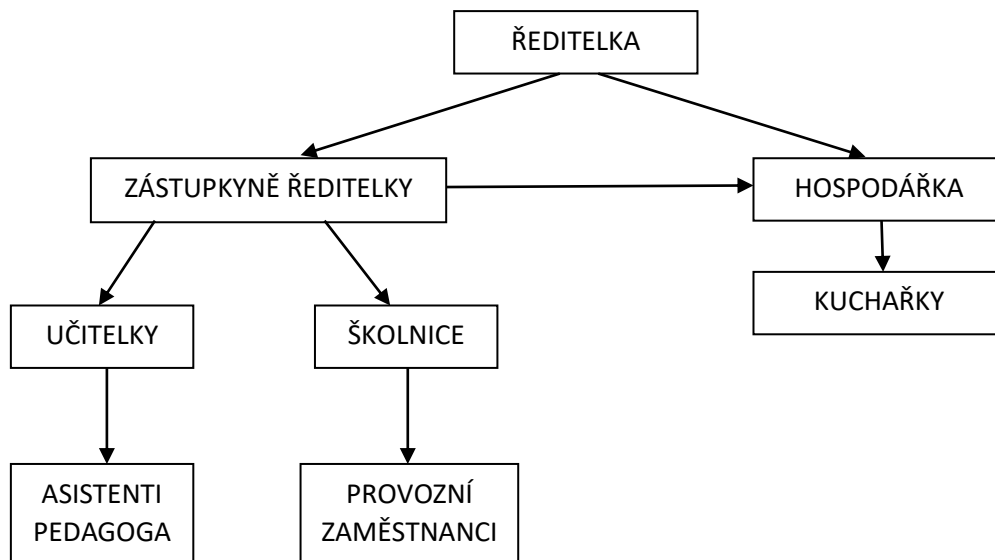 ŘEDITELKA
ZÁSTUPKYNĚ ŘEDITELKY
HOSPODÁŘKA
KUCHAŘKY
UČITELKY
ŠKOLNICE
ASISTENTI
PEDAGOGA
PROVOZNÍ
ZAMĚSTNANCI